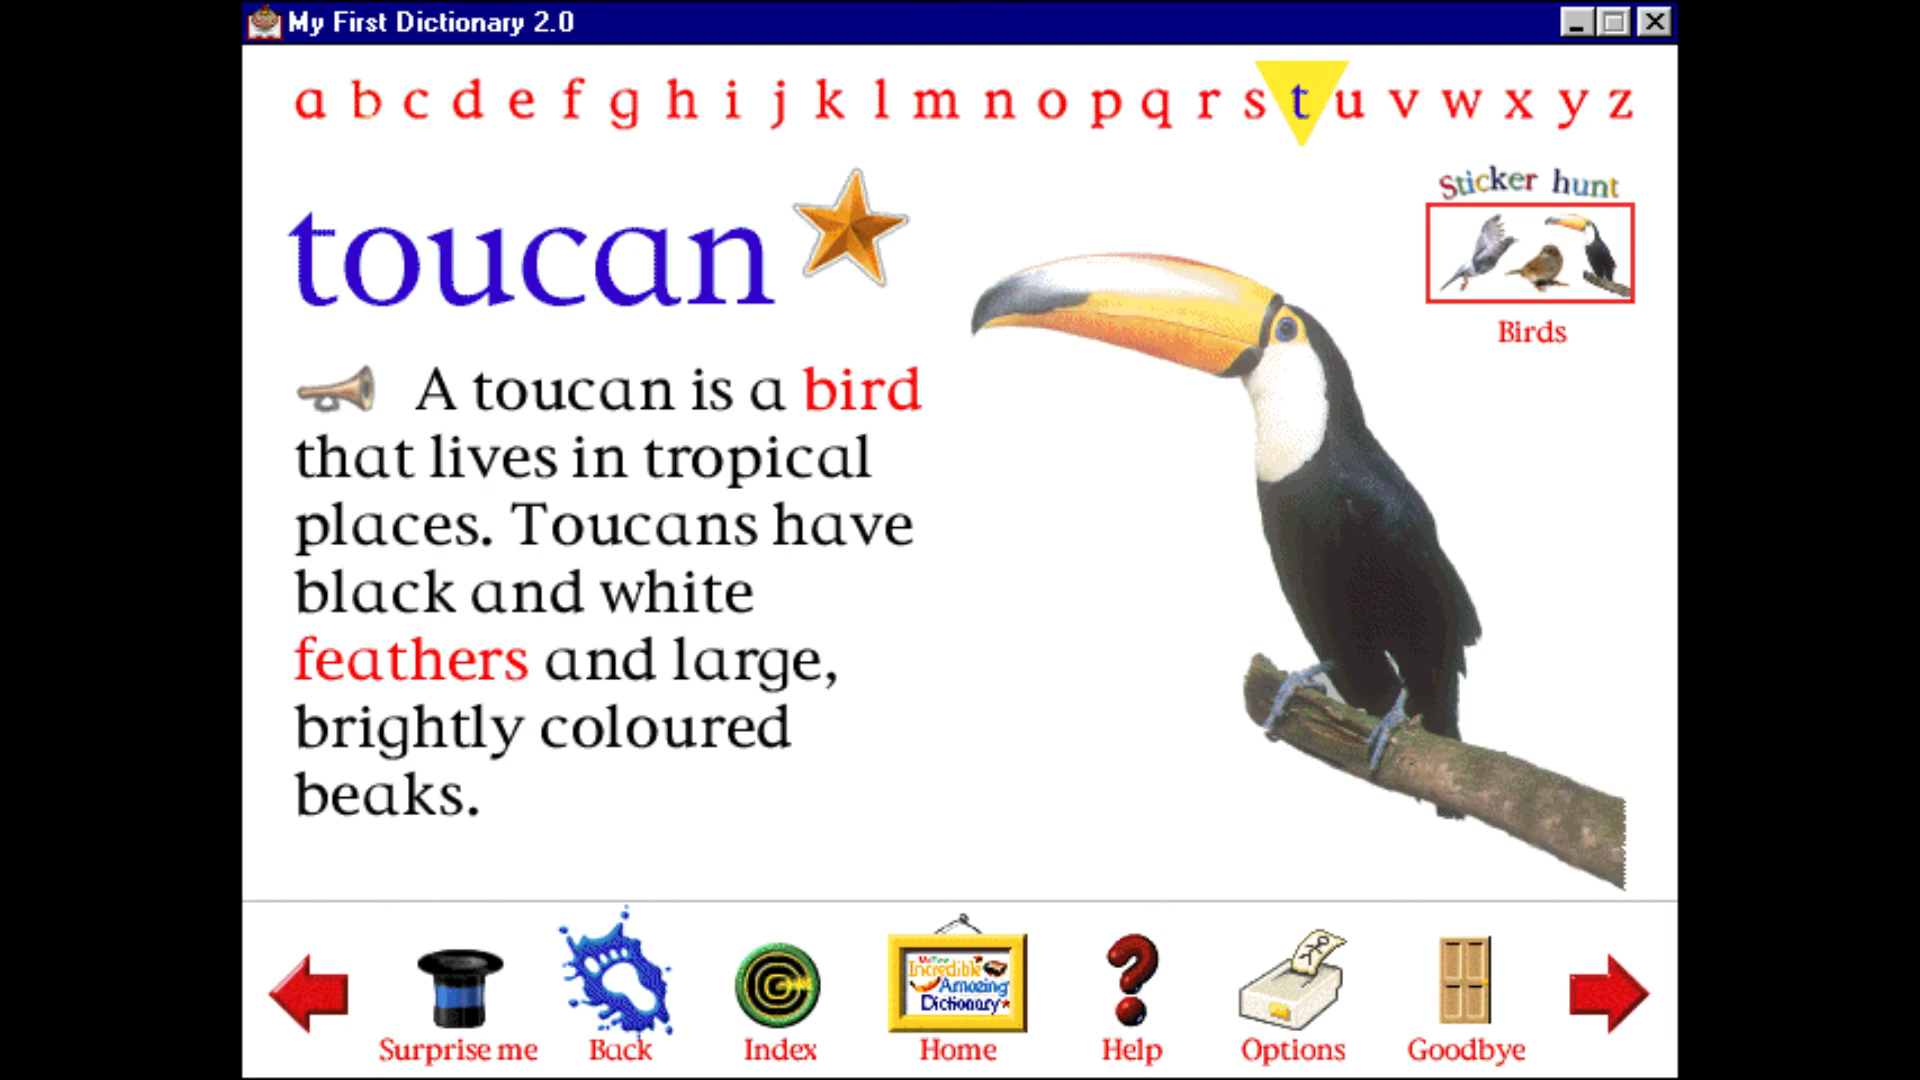 My First Dictionary 2.0
a b c d e f g h i j k l m n o p q r s t u v w x y z
Sticker hunt
toucan
Birds
A toucan is a bird
that lives in tropical
places. Toucans have
black and white
feathers and large,
brightly coloured
beaks.
My First
Incredible
Amazing
Dictionary
Surprise me
Back
Index
Home
Help
Options
Goodbye